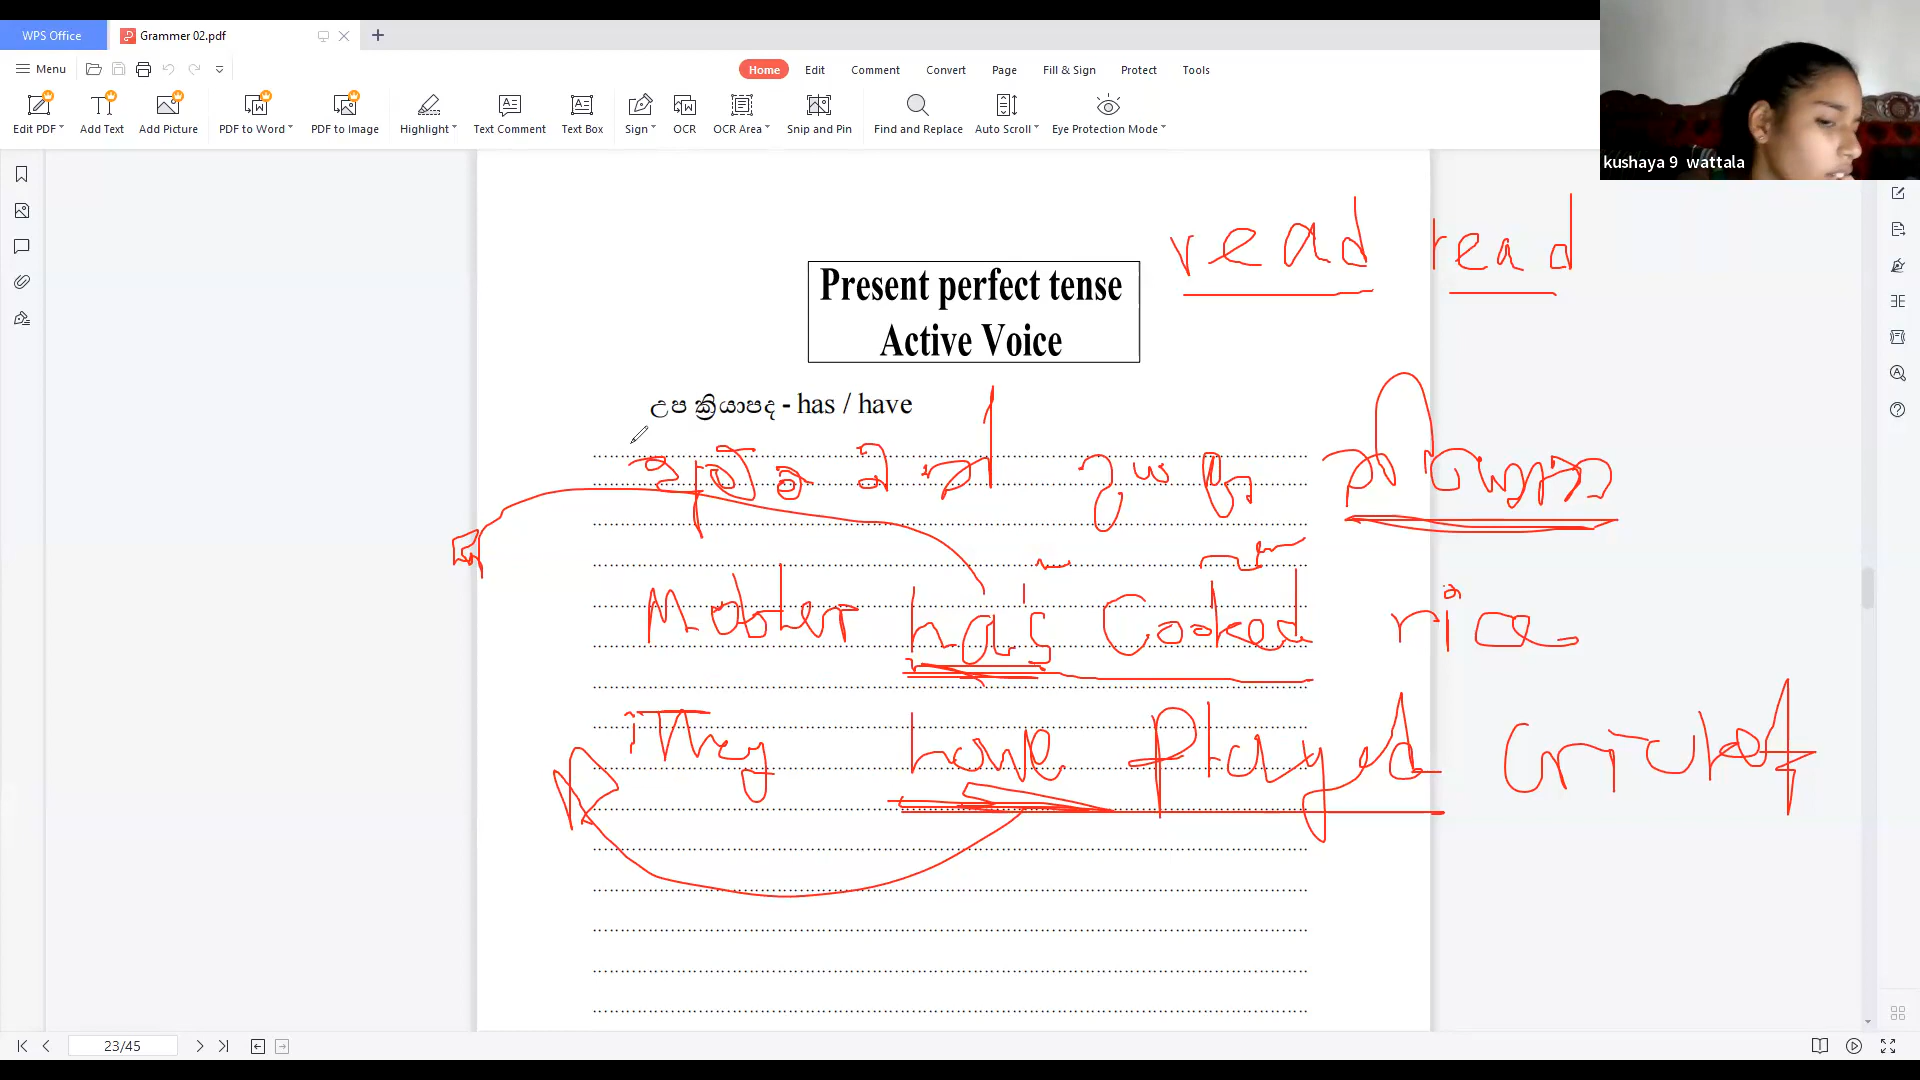 WPS Office Grammer 02.pdf
Menu Home Edit Comment Convert Page Fill & Sign Protect Tools
Edit PDF Add Text Add Picture PDF to Word PDF to Image Highlight Text Comment Text Box Sign OCR OCR Area Snip and Pin Find and Replace Auto Scroll Eye Protection Mode
kushaya 9 wattala
read read
Present perfect tense
Active Voice
උප ක්‍රියාපද - has / have
Mother has Cooked rice
They have Played Cricket
23/45